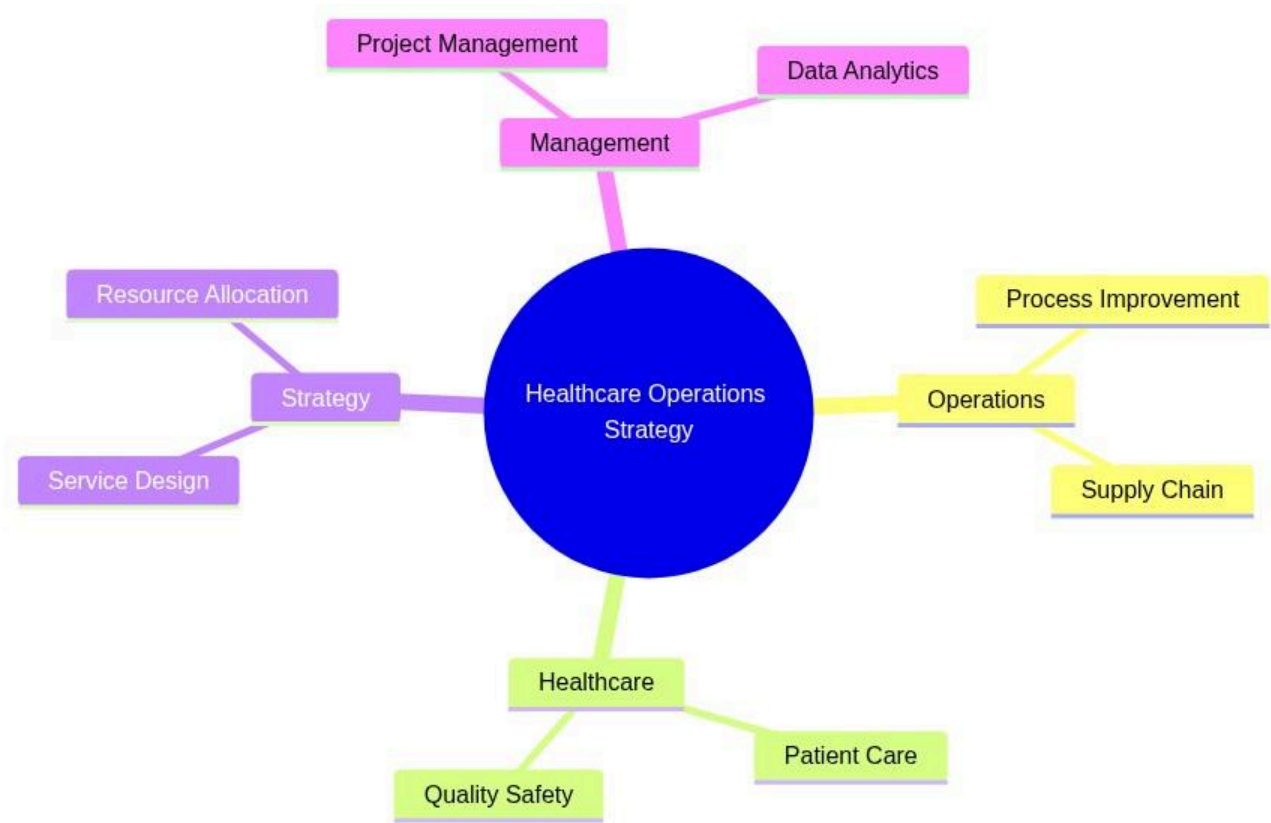 Project Management
Data Analytics
Management
Resource Allocation
Process Improvement
Strategy
Healthcare Operations
Strategy
Operations
Service Design
Supply Chain
Healthcare
Patient Care
Quality Safety